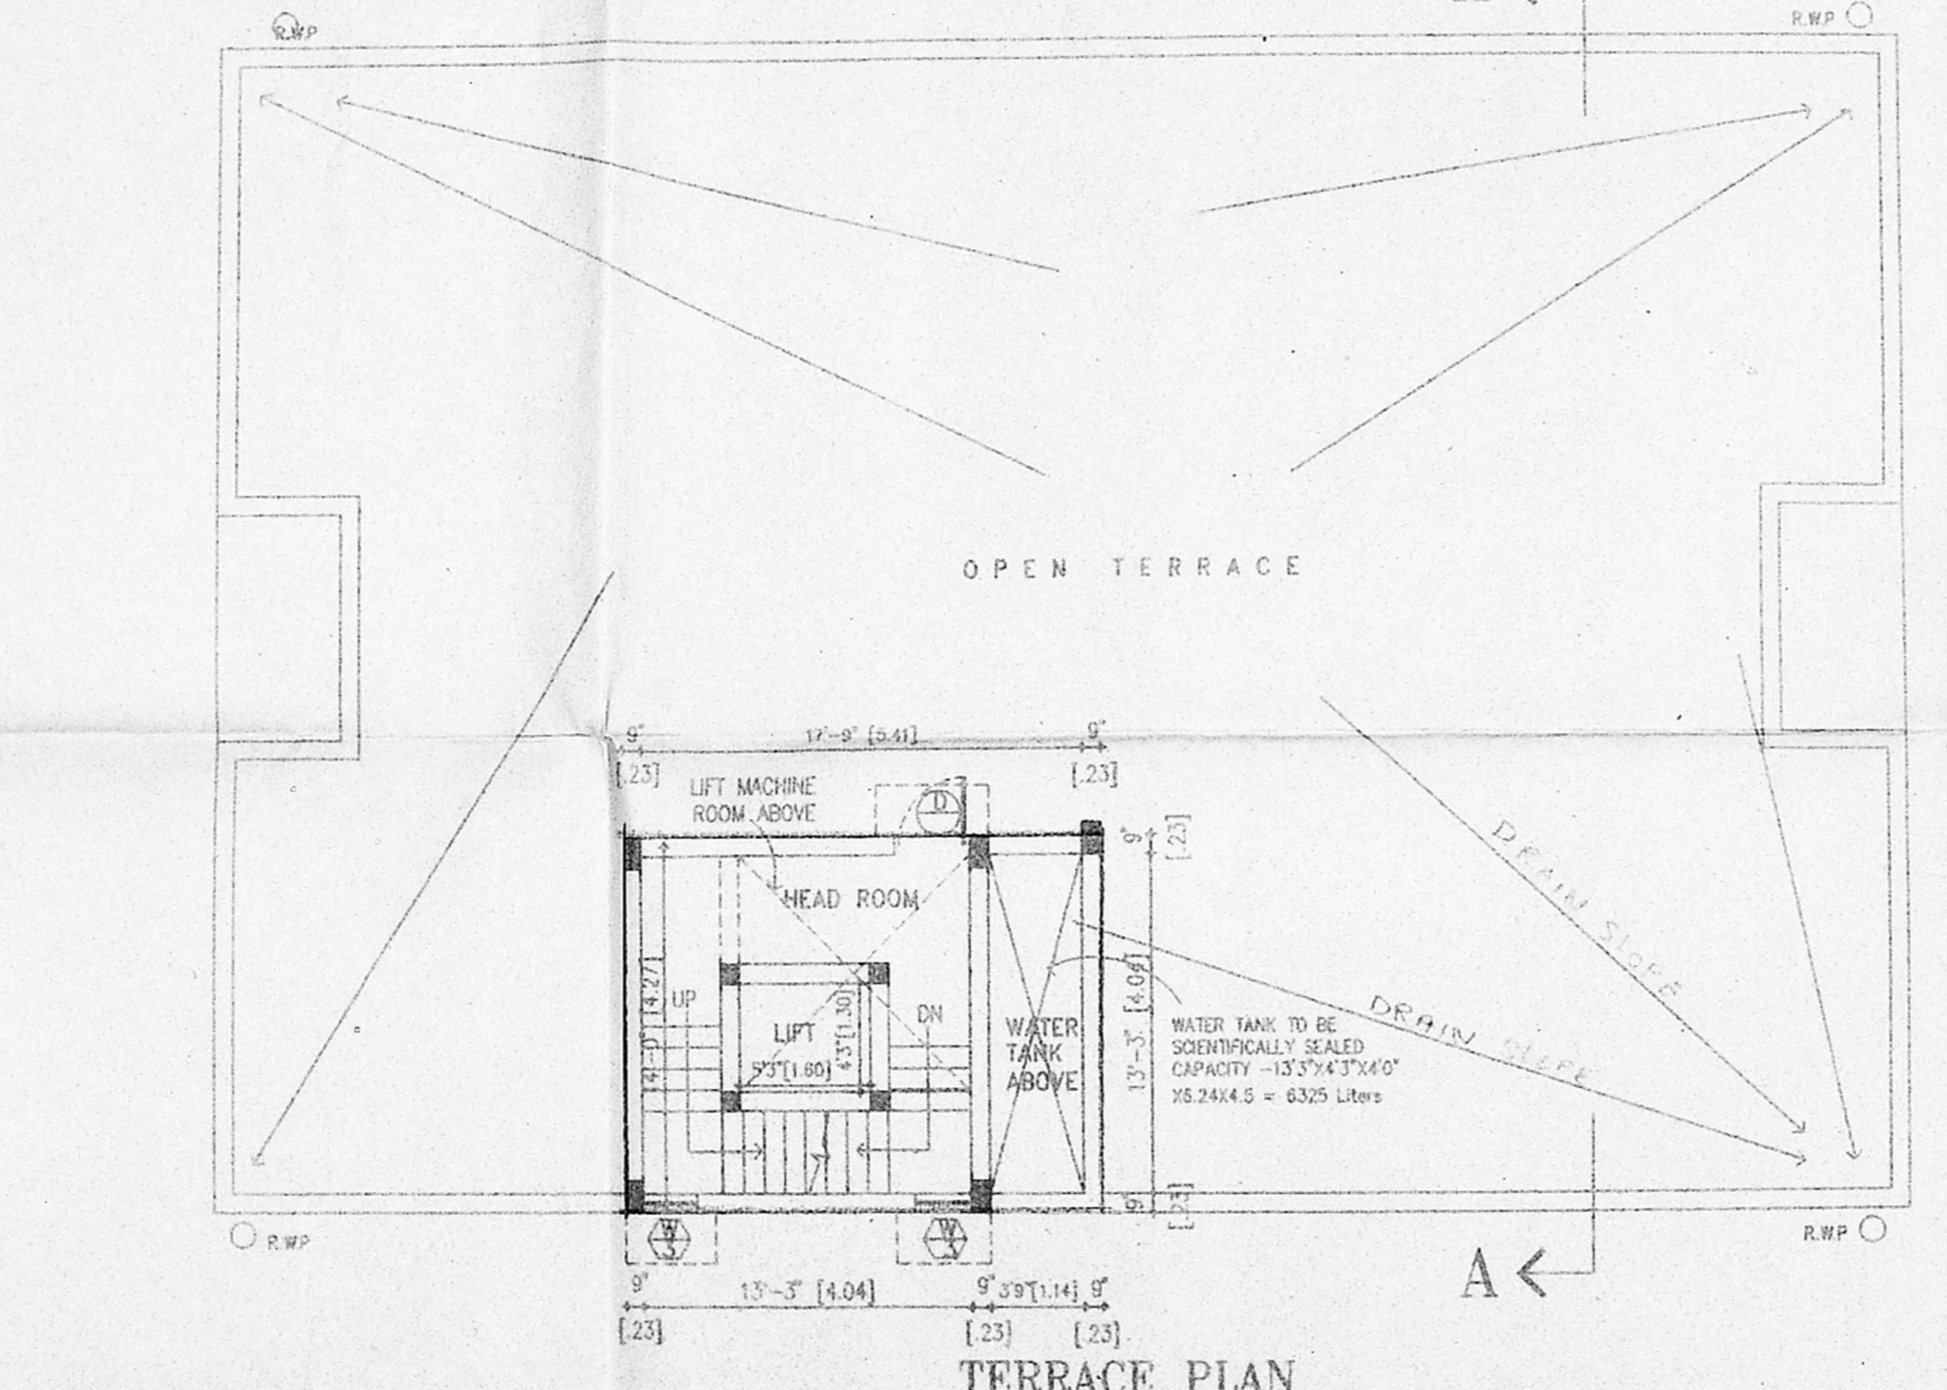 R.W.P
R.W.P
OPEN TERRACE
9"
17'-9" [5.41]
9"
[.23]
[.23]
LIFT MACHINE
ROOM ABOVE
D
9"
[.23]
HEAD ROOM
DRAIN SLOPE
14'-0" [4.27]
UP
LIFT
4'3"[1.30]
5'3"[1.60]
DN
WATER
TANK
ABOVE
13'-3" [4.04]
DRAIN SLOPE
WATER TANK TO BE
SCIENTIFICALLY SEALED
CAPACITY -13'3"X4'3"X4'0"
X6.24X4.5 = 6325 Liters
9"
[.23]
R.W.P
W
3
W
3
R.W.P
A
9"
13'-3" [4.04]
9"
3'9"[1.14]
9"
[.23]
[.23]
[.23]
TERRACE PLAN